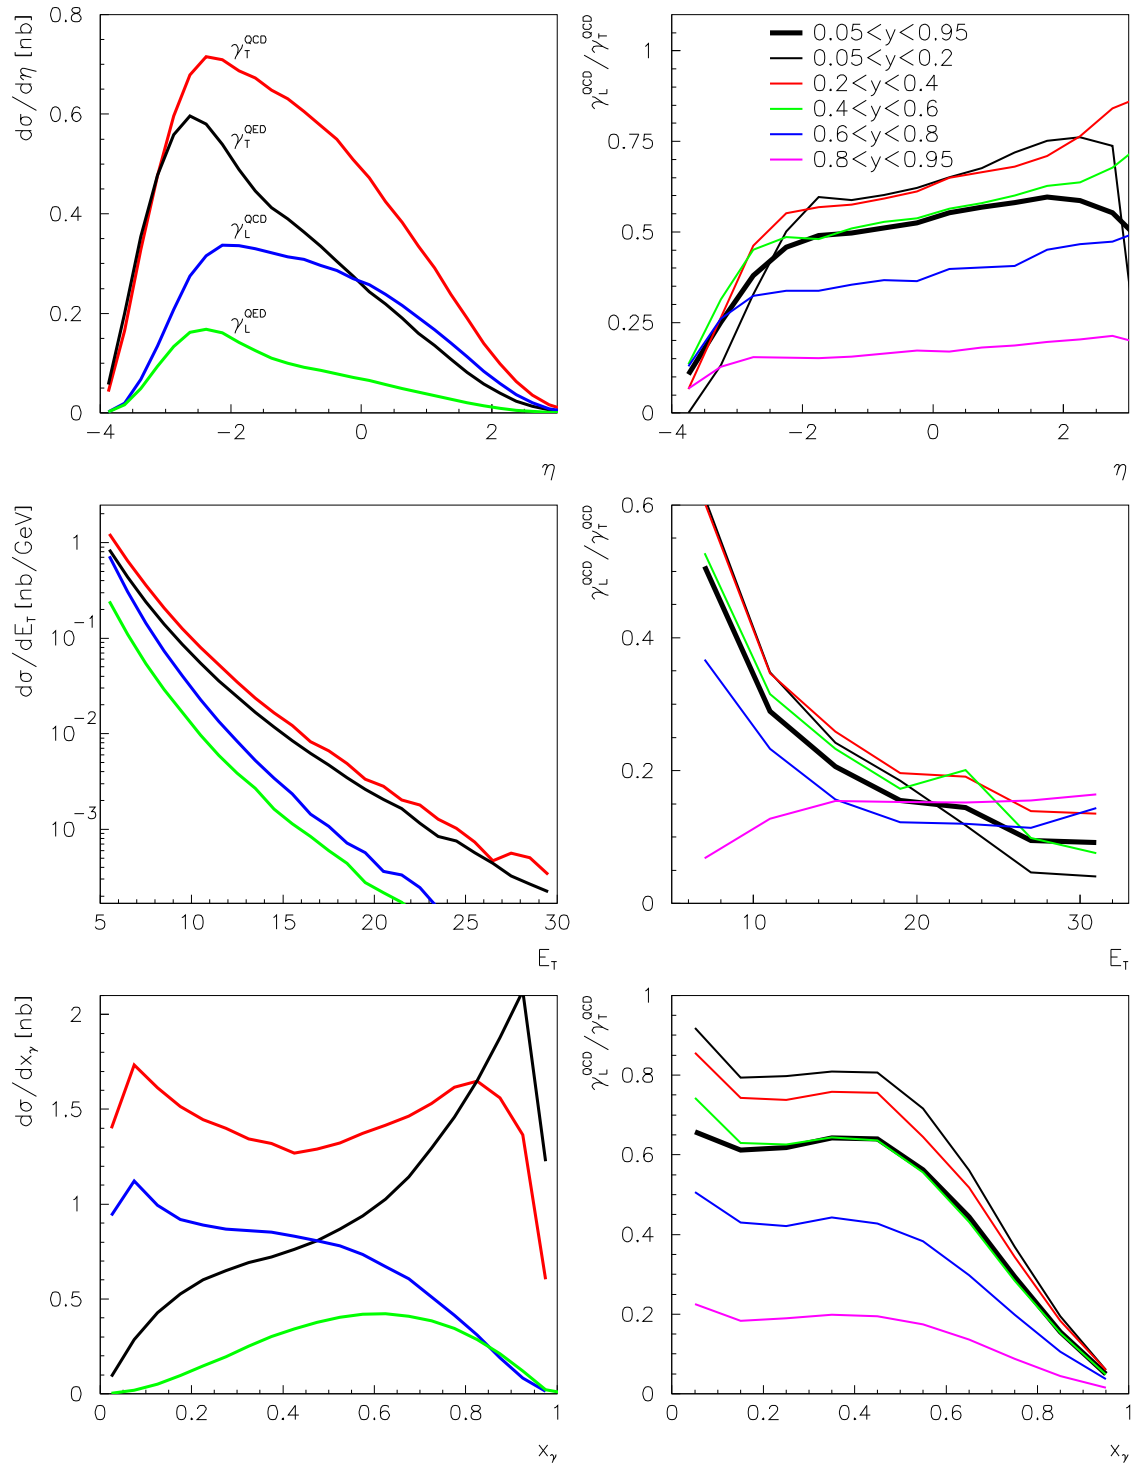 dσ/dη [nb]
0.8
0.6
0.4
0.2
0
γ_T^QCD
γ_T^QED
γ_L^QCD
γ_L^QED
−4 −2 0 2
η
γ_L^QCD/γ_T^QCD
1
0.75
0.5
0.25
0
0.05<y<0.95
0.05<y<0.2
0.2<y<0.4
0.4<y<0.6
0.6<y<0.8
0.8<y<0.95
−4 −2 0 2
η
dσ/dE_T [nb/GeV]
1
10^−1
10^−2
10^−3
5 10 15 20 25 30
E_T
γ_L^QCD/γ_T^QCD
0.6
0.4
0.2
0
10 20 30
E_T
dσ/dx_γ [nb]
2
1.5
1
0.5
0
0 0.2 0.4 0.6 0.8 1
x_γ
γ_L^QCD/γ_T^QCD
1
0.8
0.6
0.4
0.2
0
0 0.2 0.4 0.6 0.8 1
x_γ